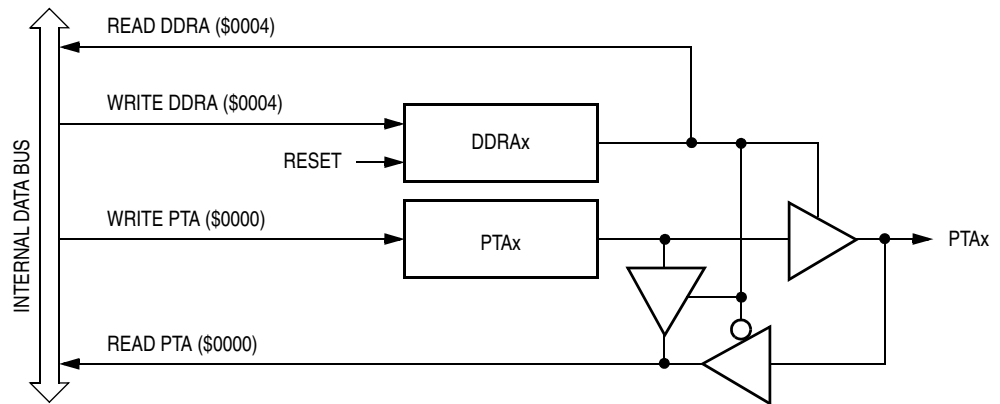 READ DDRA ($0004)
WRITE DDRA ($0004)
DDRAx
RESET
WRITE PTA ($0000)
PTAx
PTAx
READ PTA ($0000)
INTERNAL DATA BUS